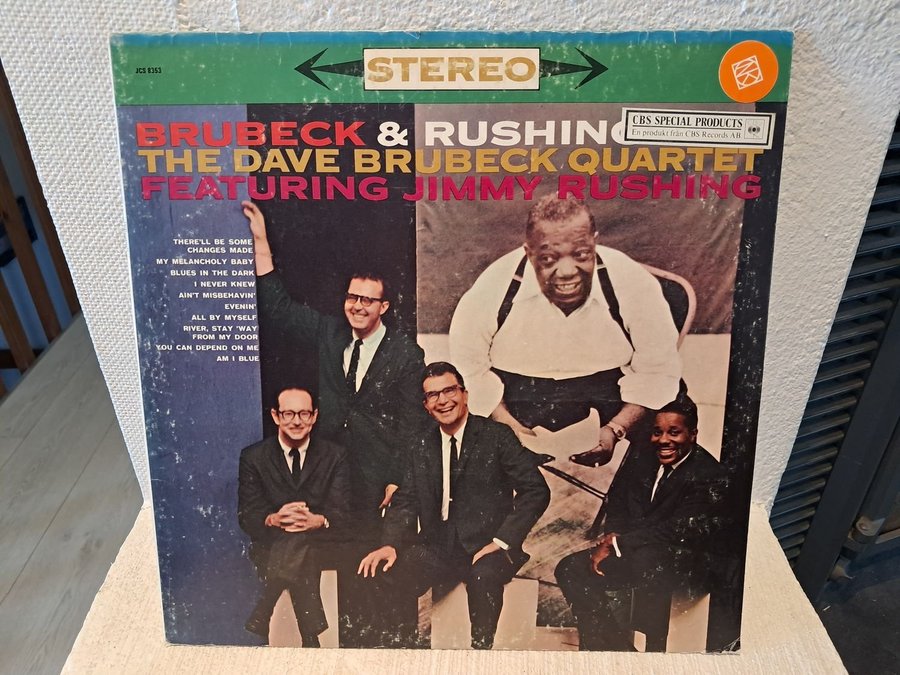 JCS 8353
STEREO
BRUBECK & RUSHING
CBS SPECIAL PRODUCTS
En produkt från CBS Records AB
THE DAVE BRUBECK QUARTET
FEATURING JIMMY RUSHING
THERE'LL BE SOME
CHANGES MADE
MY MELANCHOLY BABY
BLUES IN THE DARK
I NEVER KNEW
AIN'T MISBEHAVIN'
EVENIN'
ALL BY MYSELF
RIVER, STAY 'WAY
FROM MY DOOR
YOU CAN DEPEND ON ME
AM I BLUE